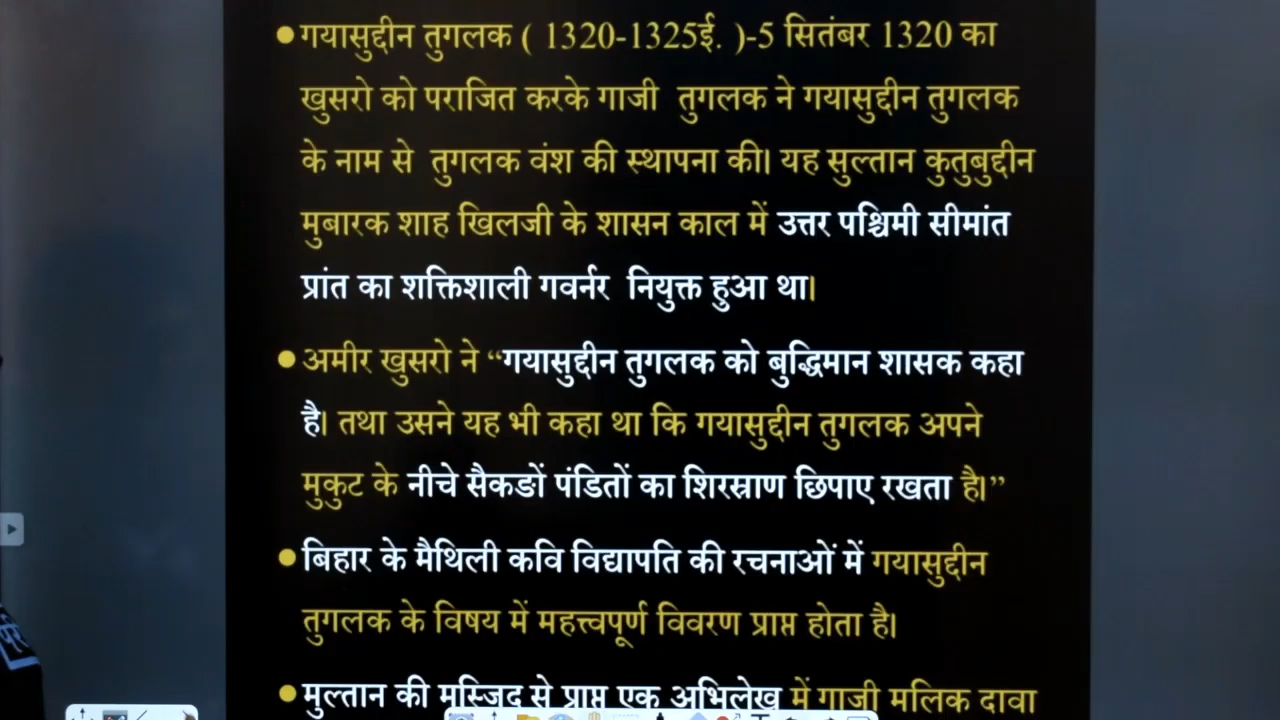 ● गयासुद्दीन तुगलक ( 1320-1325ई. )-5 सितंबर 1320 का
खुसरो को पराजित करके गाजी तुगलक ने गयासुद्दीन तुगलक
के नाम से तुगलक वंश की स्थापना की। यह सुल्तान कुतुबुद्दीन
मुबारक शाह खिलजी के शासन काल में उत्तर पश्चिमी सीमांत
प्रांत का शक्तिशाली गवर्नर नियुक्त हुआ था।
● अमीर खुसरो ने “गयासुद्दीन तुगलक को बुद्धिमान शासक कहा
है। तथा उसने यह भी कहा था कि गयासुद्दीन तुगलक अपने
मुकुट के नीचे सैकडों पंडितों का शिरस्राण छिपाए रखता है।”
● बिहार के मैथिली कवि विद्यापति की रचनाओं में गयासुद्दीन
तुगलक के विषय में महत्त्वपूर्ण विवरण प्राप्त होता है।
● मुल्तान की मस्जिद से प्राप्त एक अभिलेख में गाजी मलिक दावा